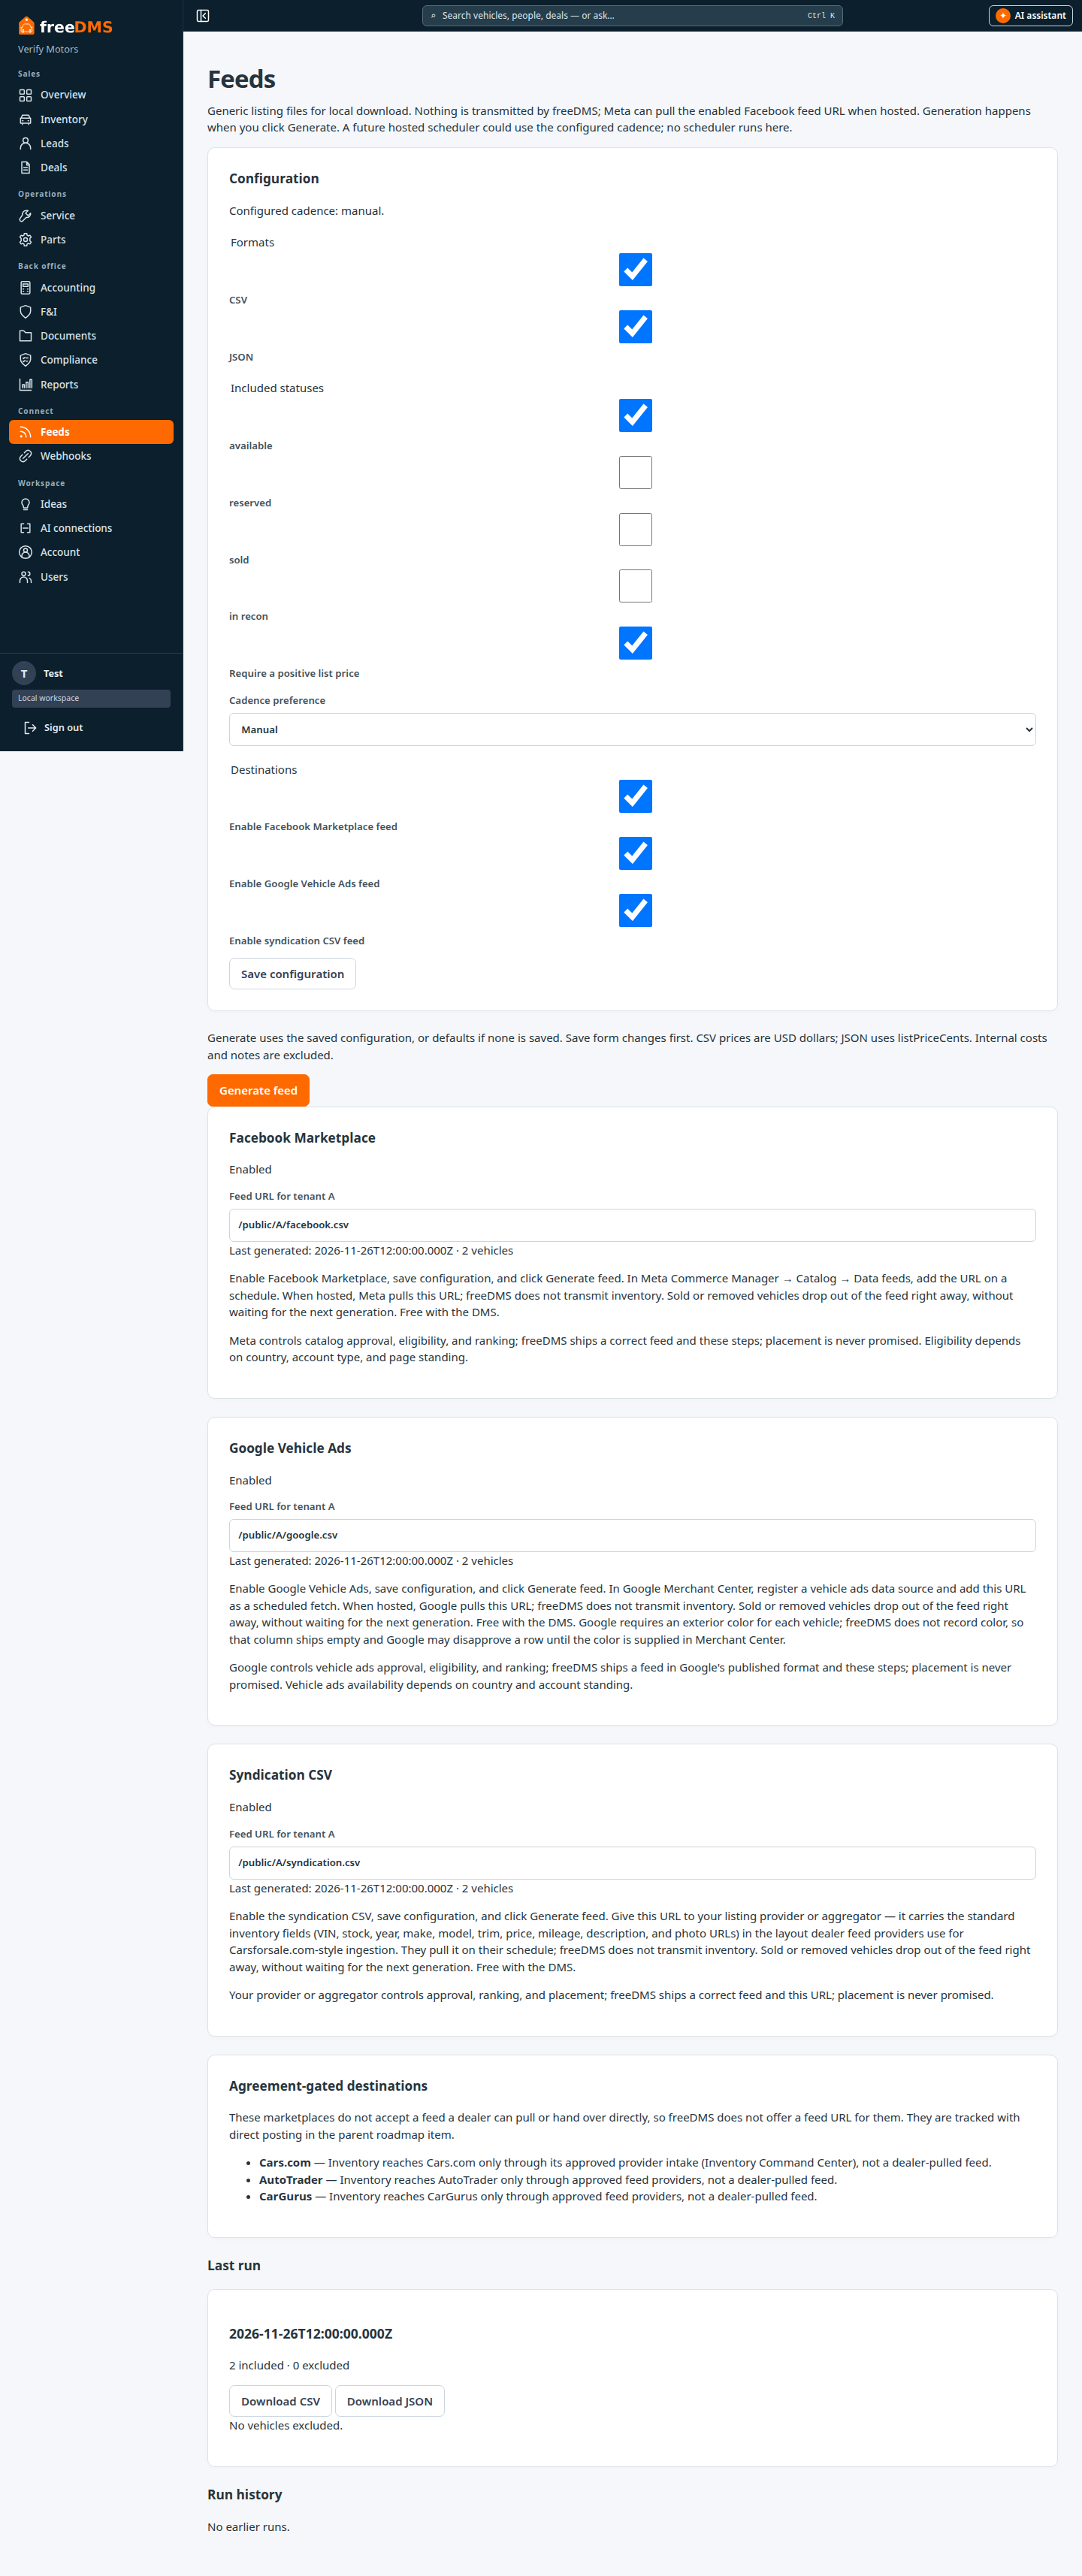 freeDMS
Verify Motors
Sales
Overview
Inventory
Leads
Deals
Operations
Service
Parts
Back office
Accounting
F&I
Documents
Compliance
Reports
Connect
Feeds
Webhooks
Workspace
Ideas
AI connections
Account
Users
T
Test
Local workspace
Sign out
Search vehicles, people, deals — or ask...
Ctrl K
AI assistant
Feeds
Generic listing files for local download. Nothing is transmitted by freeDMS; Meta can pull the enabled Facebook feed URL when hosted. Generation happens
when you click Generate. A future hosted scheduler could use the configured cadence; no scheduler runs here.
Configuration
Configured cadence: manual.
Formats
CSV
JSON
Included statuses
available
reserved
sold
in recon
Require a positive list price
Cadence preference
Manual
Destinations
Enable Facebook Marketplace feed
Enable Google Vehicle Ads feed
Enable syndication CSV feed
Save configuration
Generate uses the saved configuration, or defaults if none is saved. Save form changes first. CSV prices are USD dollars; JSON uses listPriceCents. Internal costs
and notes are excluded.
Generate feed
Facebook Marketplace
Enabled
Feed URL for tenant A
/public/A/facebook.csv
Last generated: 2026-11-26T12:00:00.000Z · 2 vehicles
Enable Facebook Marketplace, save configuration, and click Generate feed. In Meta Commerce Manager → Catalog → Data feeds, add the URL on a
schedule. When hosted, Meta pulls this URL; freeDMS does not transmit inventory. Sold or removed vehicles drop out of the feed right away, without
waiting for the next generation. Free with the DMS.
Meta controls catalog approval, eligibility, and ranking; freeDMS ships a correct feed and these steps; placement is never promised. Eligibility depends
on country, account type, and page standing.
Google Vehicle Ads
Enabled
Feed URL for tenant A
/public/A/google.csv
Last generated: 2026-11-26T12:00:00.000Z · 2 vehicles
Enable Google Vehicle Ads, save configuration, and click Generate feed. In Google Merchant Center, register a vehicle ads data source and add this URL
as a scheduled fetch. When hosted, Google pulls this URL; freeDMS does not transmit inventory. Sold or removed vehicles drop out of the feed right
away, without waiting for the next generation. Free with the DMS. Google requires an exterior color for each vehicle; freeDMS does not record color, so
that column ships empty and Google may disapprove a row until the color is supplied in Merchant Center.
Google controls vehicle ads approval, eligibility, and ranking; freeDMS ships a feed in Google's published format and these steps; placement is never
promised. Vehicle ads availability depends on country and account standing.
Syndication CSV
Enabled
Feed URL for tenant A
/public/A/syndication.csv
Last generated: 2026-11-26T12:00:00.000Z · 2 vehicles
Enable the syndication CSV, save configuration, and click Generate feed. Give this URL to your listing provider or aggregator — it carries the standard
inventory fields (VIN, stock, year, make, model, trim, price, mileage, description, and photo URLs) in the layout dealer feed providers use for
Carsforsale.com-style ingestion. They pull it on their schedule; freeDMS does not transmit inventory. Sold or removed vehicles drop out of the feed right
away, without waiting for the next generation. Free with the DMS.
Your provider or aggregator controls approval, ranking, and placement; freeDMS ships a correct feed and this URL; placement is never promised.
Agreement-gated destinations
These marketplaces do not accept a feed a dealer can pull or hand over directly, so freeDMS does not offer a feed URL for them. They are tracked with
direct posting in the parent roadmap item.
• Cars.com — Inventory reaches Cars.com only through its approved provider intake (Inventory Command Center), not a dealer-pulled feed.
• AutoTrader — Inventory reaches AutoTrader only through approved feed providers, not a dealer-pulled feed.
• CarGurus — Inventory reaches CarGurus only through approved feed providers, not a dealer-pulled feed.
Last run
2026-11-26T12:00:00.000Z
2 included · 0 excluded
Download CSV
Download JSON
No vehicles excluded.
Run history
No earlier runs.